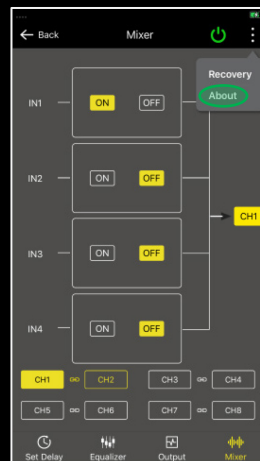 Back Mixer
Recovery
About
IN1 ON OFF
IN2 ON OFF
CH1
IN3 ON OFF
IN4 ON OFF
CH1 CH2 CH3 CH4
CH5 CH6 CH7 CH8
Set Delay Equalizer Output Mixer